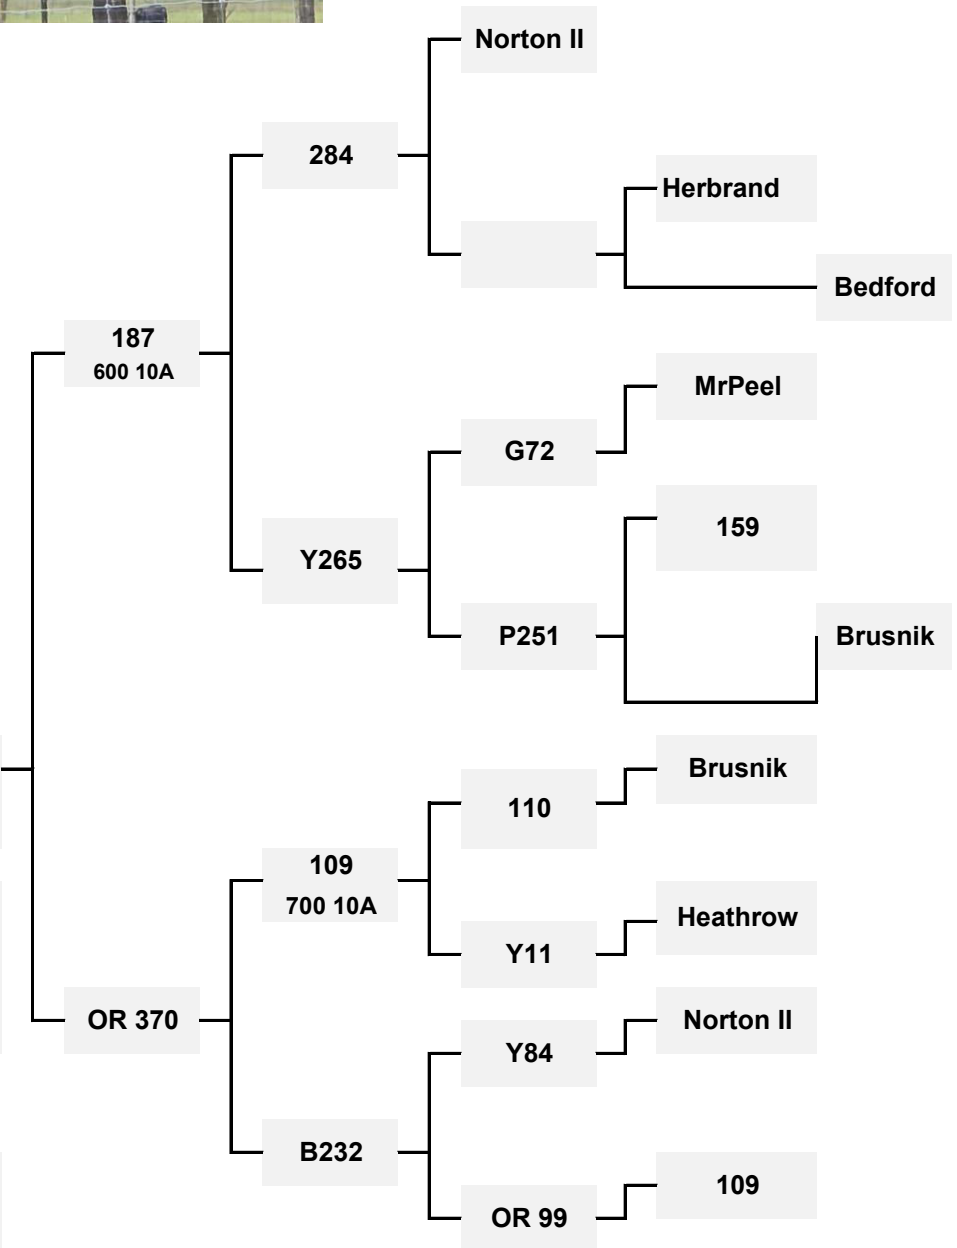 Norton II
284
Herbrand
Bedford
187
600 10A
MrPeel
G72
159
Y265
P251
Brusnik
Brusnik
110
109
700 10A
Heathrow
Y11
OR 370
Norton II
Y84
B232
109
OR 99